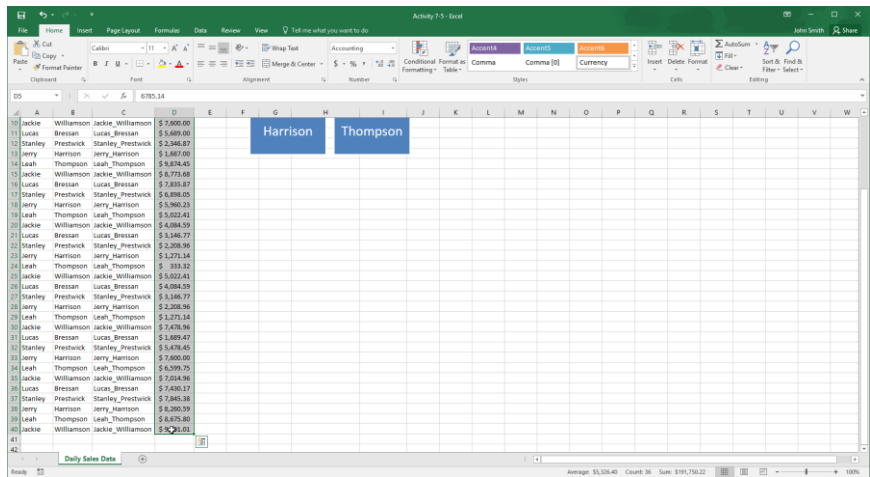 Activity 7-5 - Excel
John Smith Share
File Home Insert Page Layout Formulas Data Review View Tell me what you want to do
Cut
Copy
Format Painter
Paste
Clipboard
Calibri 11
B I U
Font
Wrap Text
Merge & Center
Alignment
Accounting
$ % ,
Number
Conditional Formatting
Format as Table
Accent4 Accent5 Accent6
Comma Comma [0] Currency
Styles
Insert Delete Format
Cells
AutoSum
Fill
Clear
Sort & Filter
Find & Select
Editing
D5 6785.14
A B C D E F G H I J K L M N O P Q R S T U V W
10 Jackie Williamson Jackie_Williamson $ 7,600.00
11 Lucas Bressan Lucas_Bressan $ 5,689.00
12 Stanley Prestwick Stanley_Prestwick $ 2,346.87
13 Jerry Harrison Jerry_Harrison $ 1,687.00
14 Leah Thompson Leah_Thompson $ 9,874.45
15 Jackie Williamson Jackie_Williamson $ 8,773.68
16 Lucas Bressan Lucas_Bressan $ 7,835.87
17 Stanley Prestwick Stanley_Prestwick $ 6,898.05
18 Jerry Harrison Jerry_Harrison $ 5,960.23
19 Leah Thompson Leah_Thompson $ 5,022.41
20 Jackie Williamson Jackie_Williamson $ 4,084.59
21 Lucas Bressan Lucas_Bressan $ 3,146.77
22 Stanley Prestwick Stanley_Prestwick $ 2,208.96
23 Jerry Harrison Jerry_Harrison $ 1,271.14
24 Leah Thompson Leah_Thompson $ 333.32
25 Jackie Williamson Jackie_Williamson $ 5,022.41
26 Lucas Bressan Lucas_Bressan $ 4,084.59
27 Stanley Prestwick Stanley_Prestwick $ 3,146.77
28 Jerry Harrison Jerry_Harrison $ 2,208.96
29 Leah Thompson Leah_Thompson $ 1,271.14
30 Jackie Williamson Jackie_Williamson $ 7,478.96
31 Lucas Bressan Lucas_Bressan $ 1,889.47
32 Stanley Prestwick Stanley_Prestwick $ 5,478.45
33 Jerry Harrison Jerry_Harrison $ 7,800.00
34 Leah Thompson Leah_Thompson $ 6,599.75
35 Jackie Williamson Jackie_Williamson $ 7,014.96
36 Lucas Bressan Lucas_Bressan $ 7,430.17
37 Stanley Prestwick Stanley_Prestwick $ 7,845.38
38 Jerry Harrison Jerry_Harrison $ 8,260.59
39 Leah Thompson Leah_Thompson $ 8,675.80
40 Jackie Williamson Jackie_Williamson
41
42
Harrison Thompson
Daily Sales Data
Ready Average: $5,326.40 Count: 36 Sum: $191,750.22 100%